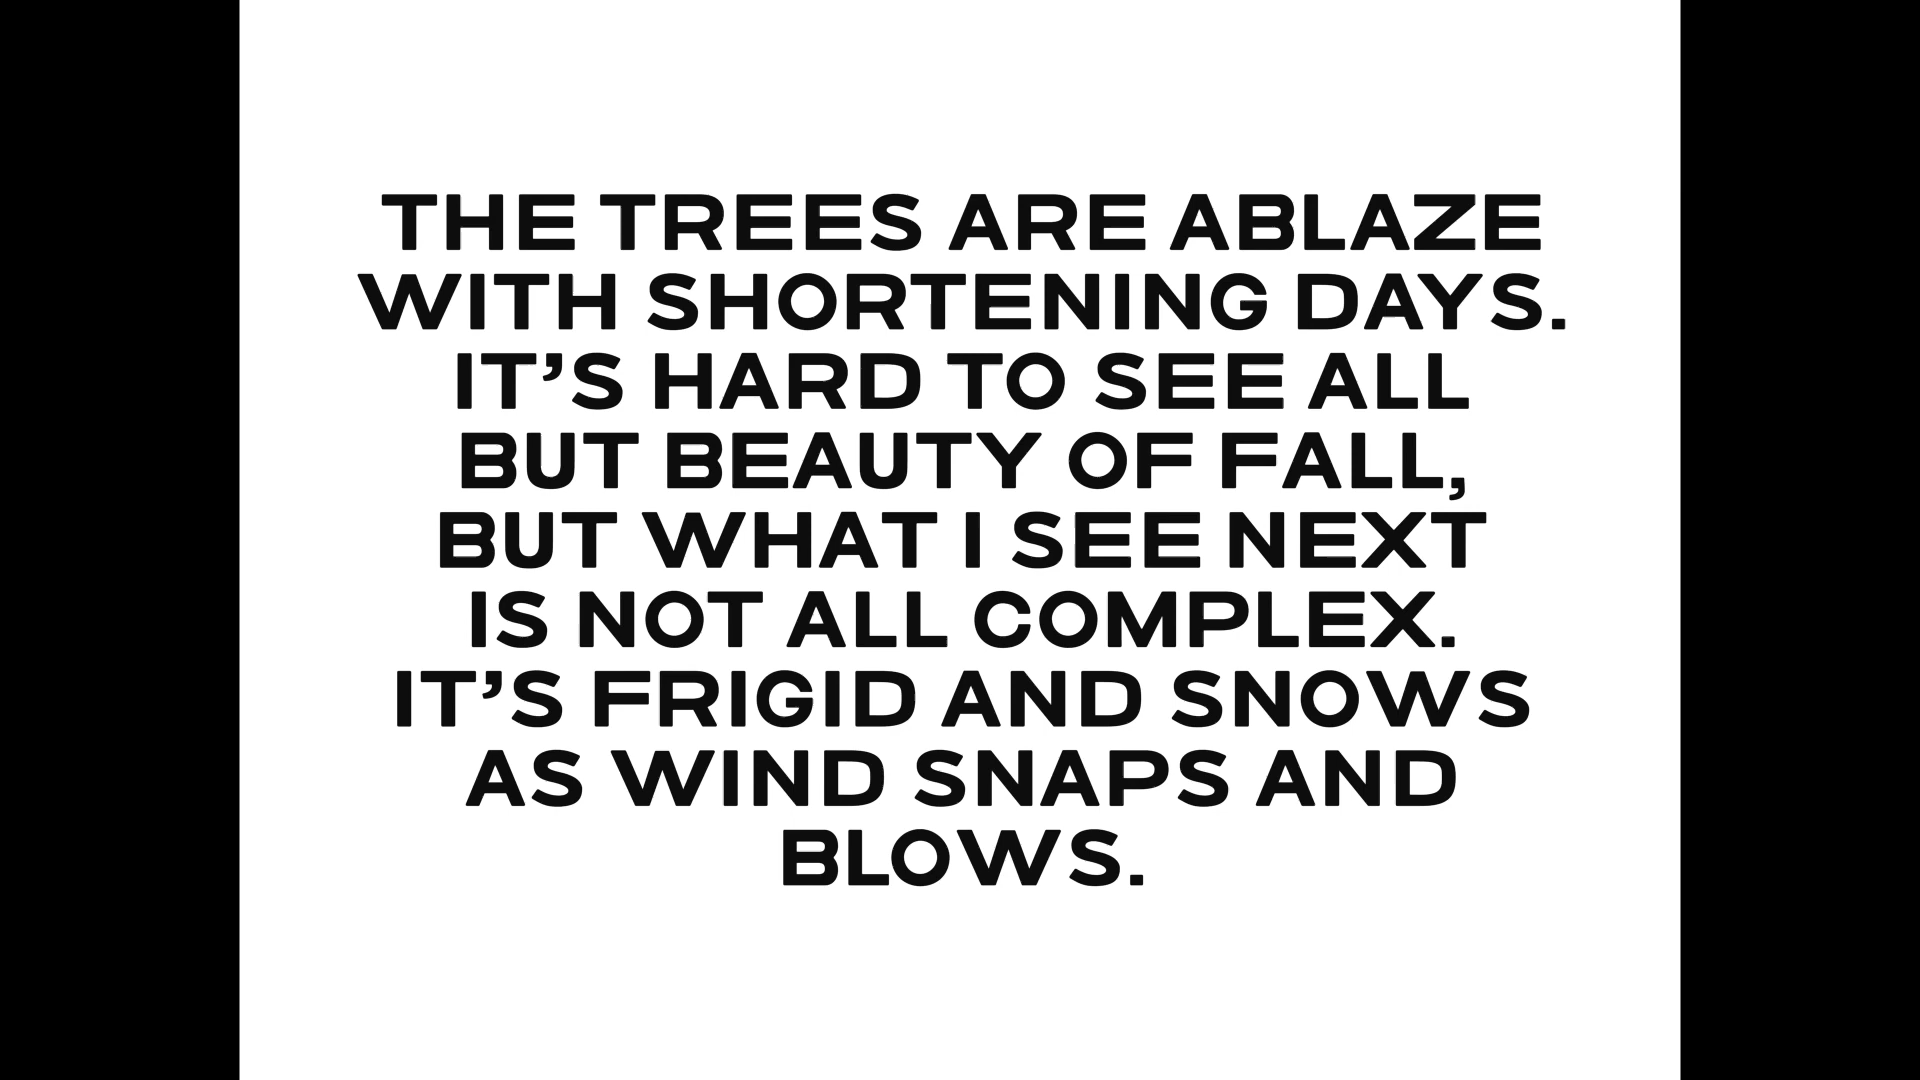 THE TREES ARE ABLAZE
WITH SHORTENING DAYS.
IT’S HARD TO SEE ALL
BUT BEAUTY OF FALL,
BUT WHAT I SEE NEXT
IS NOT ALL COMPLEX.
IT’S FRIGID AND SNOWS
AS WIND SNAPS AND
BLOWS.